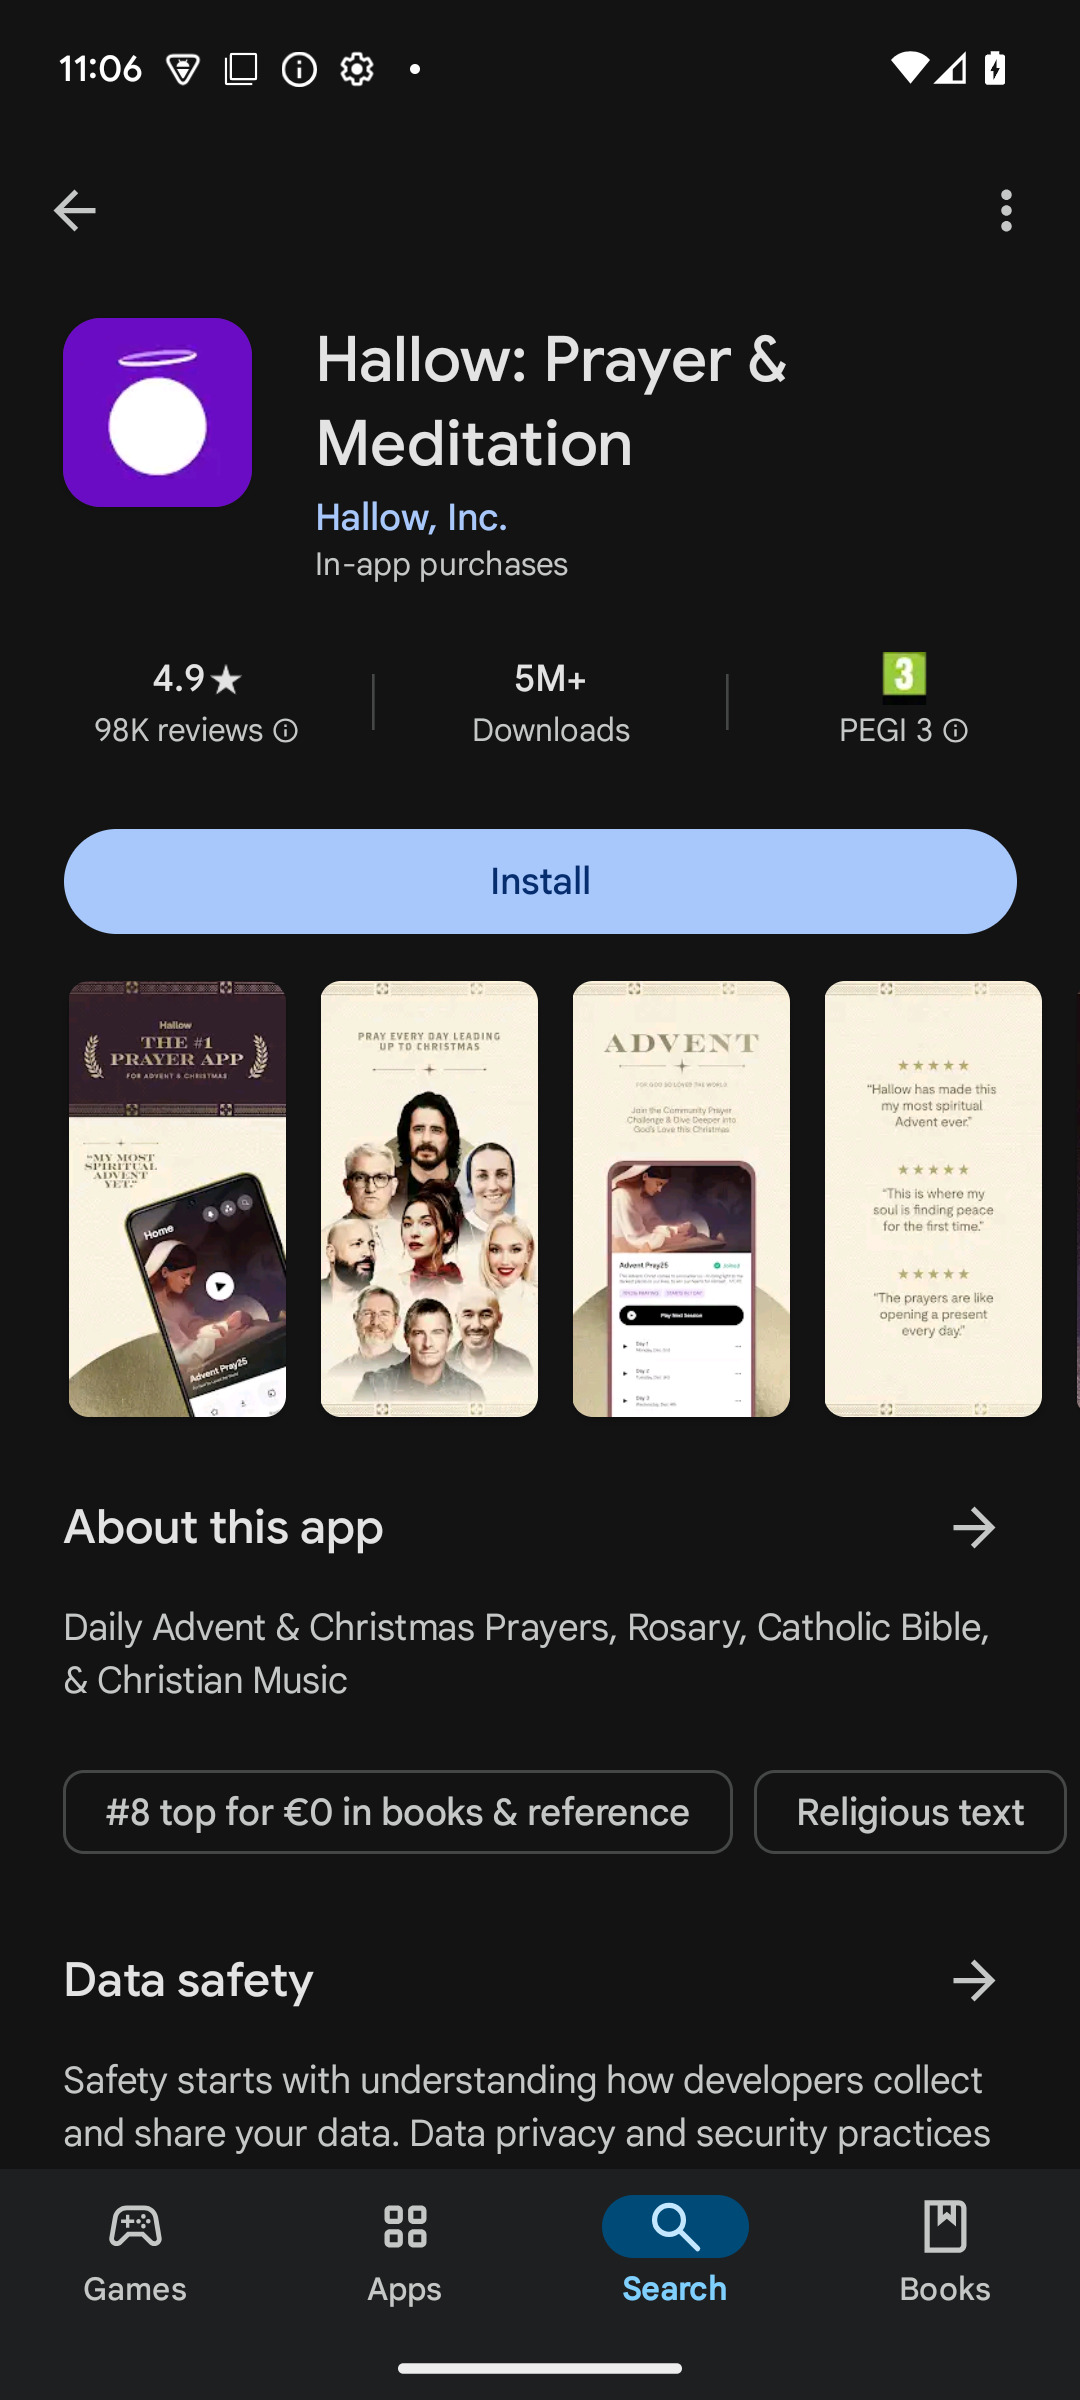 11:06
Hallow: Prayer &
Meditation
Hallow, Inc.
In-app purchases
4.9★
98K reviews
5M+
Downloads
3
PEGI 3
Install
Hallow
THE #1
PRAYER APP
FOR ADVENT & CHRISTMAS
"MY MOST
SPIRITUAL
ADVENT
YET."
Home
Advent Pray25
PRAY EVERY DAY LEADING
UP TO CHRISTMAS
ADVENT
FOR GOD SO LOVED THE WORLD
Join the Community Prayer
Challenge & Dive Deeper into
God's Love this Christmas
Advent Pray25
Joined
Play Next Session
Day 1
Day 2
Day 3
★★★★★
"Hallow has made this
my most spiritual
Advent ever."
★★★★★
"This is where my
soul is finding peace
for the first time."
★★★★★
"The prayers are like
opening a present
every day."
About this app
Daily Advent & Christmas Prayers, Rosary, Catholic Bible,
& Christian Music
#8 top for €0 in books & reference
Religious text
Data safety
Safety starts with understanding how developers collect
and share your data. Data privacy and security practices
Games
Apps
Search
Books